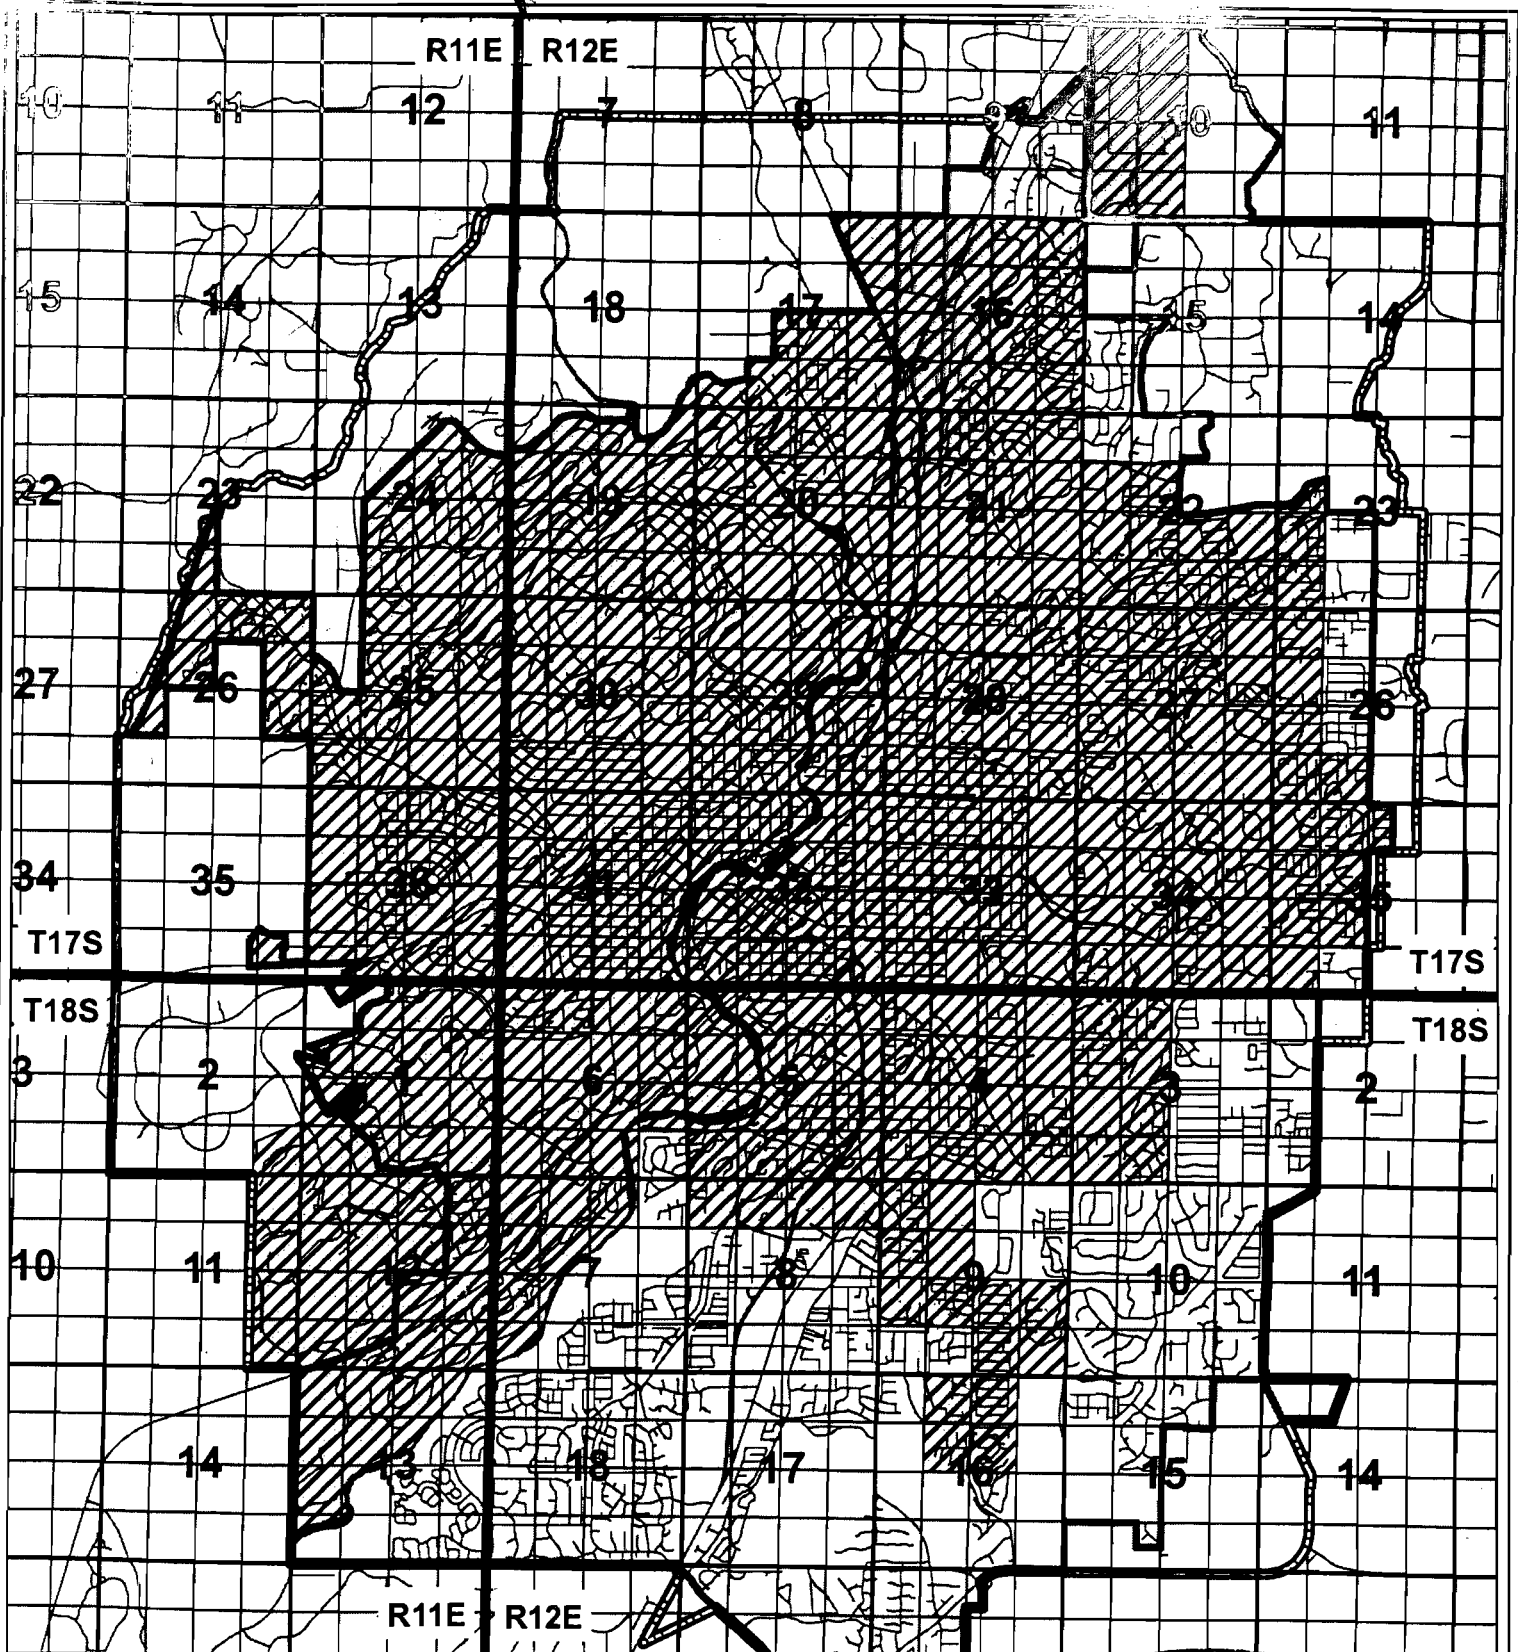 R11E R12E
10 11 12 7 8 9 10 11
15 14 13 18 17 16 15 14
22 23 24 19 20 21 22 23
27 26 25 30 29 28 27 26
34 35 36 31 32 33 34 35
T17S T17S
T18S T18S
3 2 1 6 5 4 3 2
10 11 12 7 8 9 10 11
14 13 18 17 16 15 14
R11E R12E